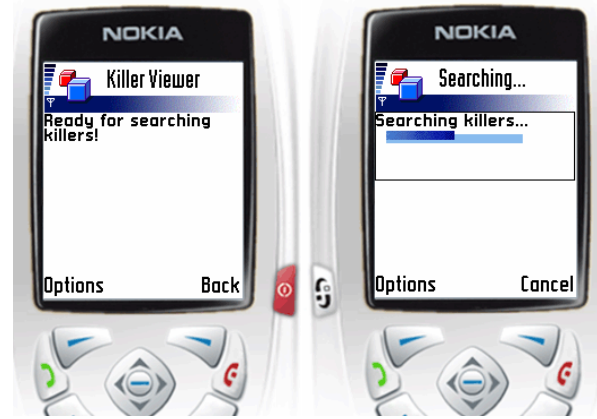 NOKIA
Killer Viewer
Ready for searching
killers!
Options Back
NOKIA
Searching...
Searching killers...
Options Cancel